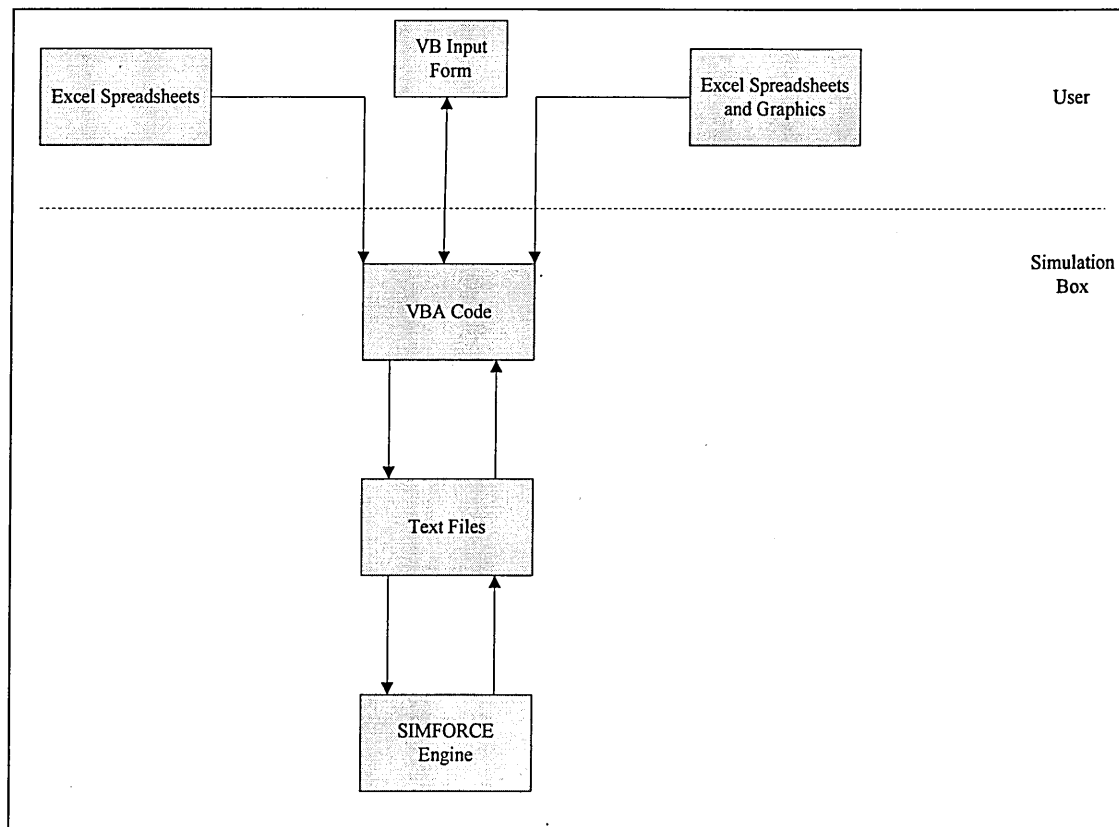 Excel Spreadsheets
VB Input
Form
Excel Spreadsheets
and Graphics
User
Simulation
Box
VBA Code
Text Files
SIMFORCE
Engine